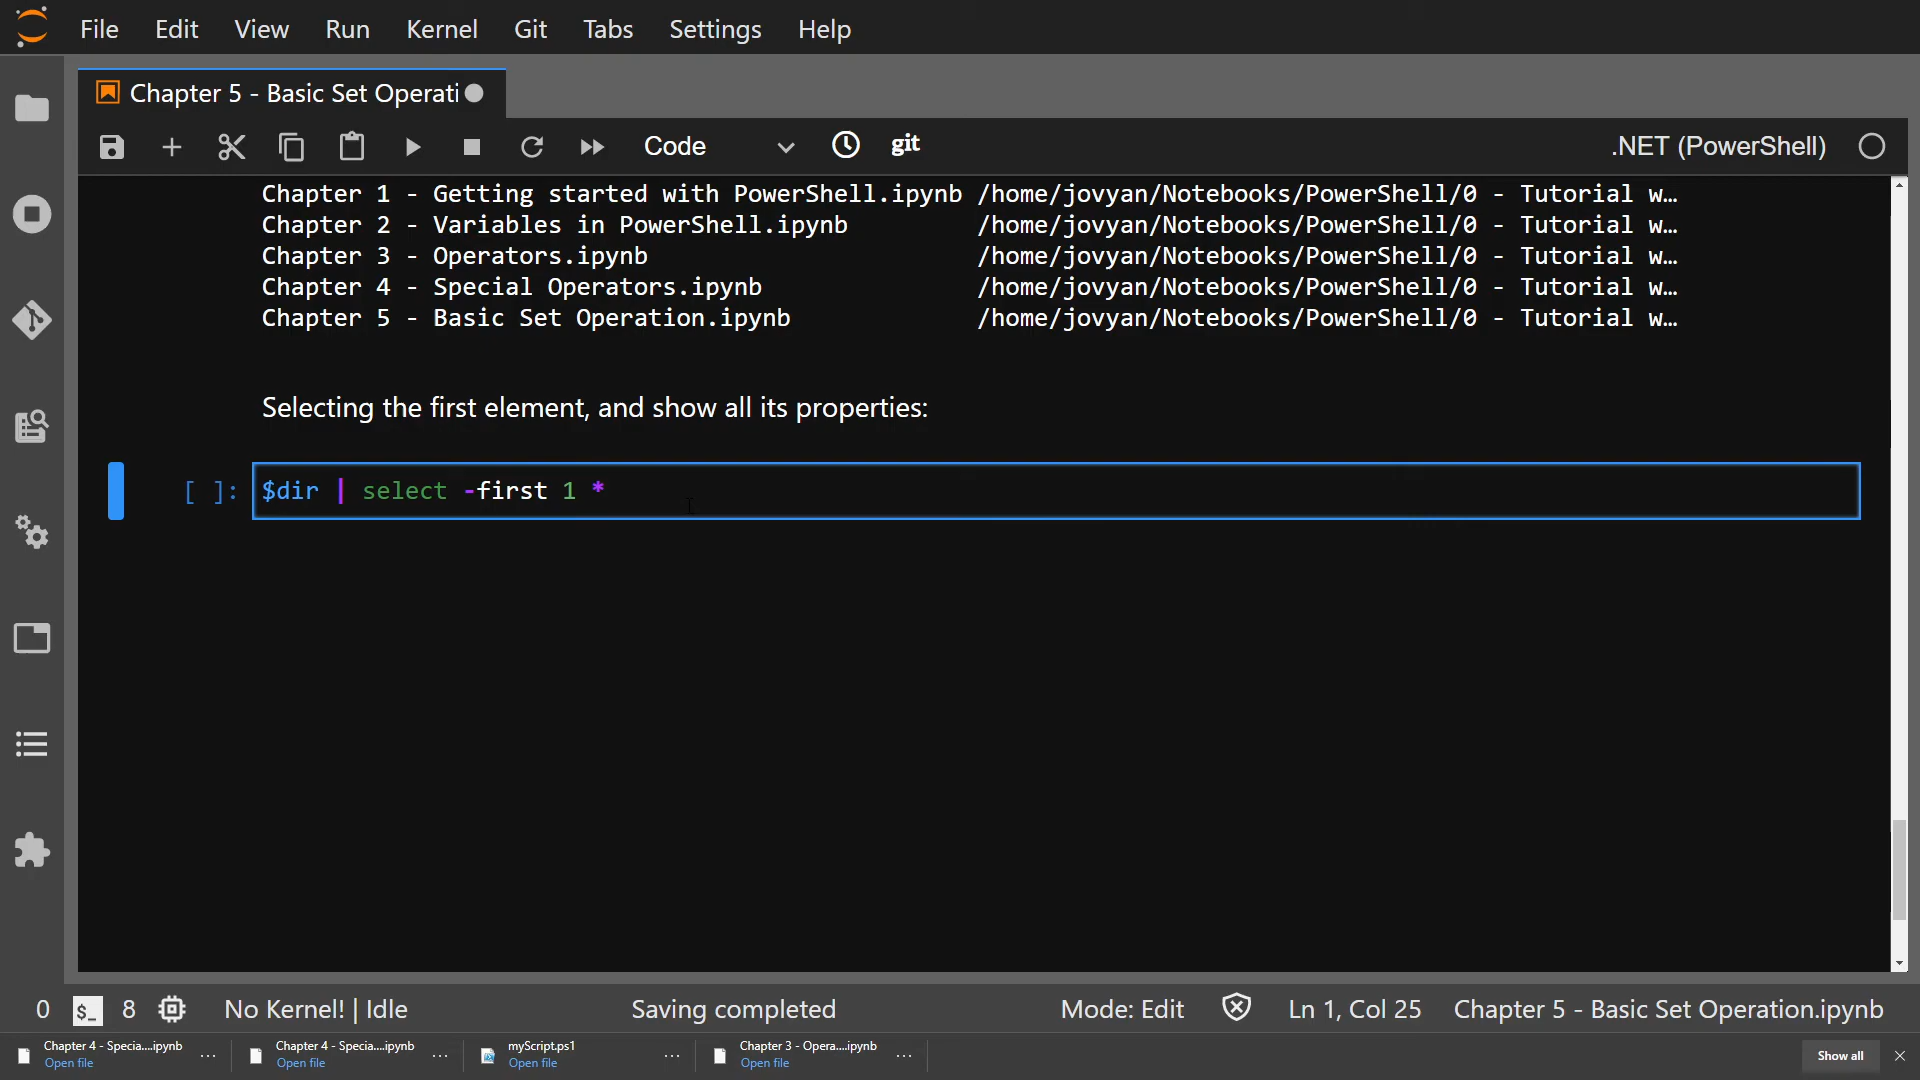 File Edit View Run Kernel Git Tabs Settings Help
Chapter 5 - Basic Set Operati
Code git .NET (PowerShell)
Chapter 1 - Getting started with PowerShell.ipynb /home/jovyan/Notebooks/PowerShell/0 - Tutorial w…
Chapter 2 - Variables in PowerShell.ipynb /home/jovyan/Notebooks/PowerShell/0 - Tutorial w…
Chapter 3 - Operators.ipynb /home/jovyan/Notebooks/PowerShell/0 - Tutorial w…
Chapter 4 - Special Operators.ipynb /home/jovyan/Notebooks/PowerShell/0 - Tutorial w…
Chapter 5 - Basic Set Operation.ipynb /home/jovyan/Notebooks/PowerShell/0 - Tutorial w…
Selecting the first element, and show all its properties:
[ ]: $dir | select -first 1 *
0 $_ 8 No Kernel! | Idle Saving completed Mode: Edit Ln 1, Col 25 Chapter 5 - Basic Set Operation.ipynb
Chapter 4 - Specia....ipynb ... Chapter 4 - Specia....ipynb ... myScript.ps1 ... Chapter 3 - Opera....ipynb ... Show all
Open file Open file Open file Open file